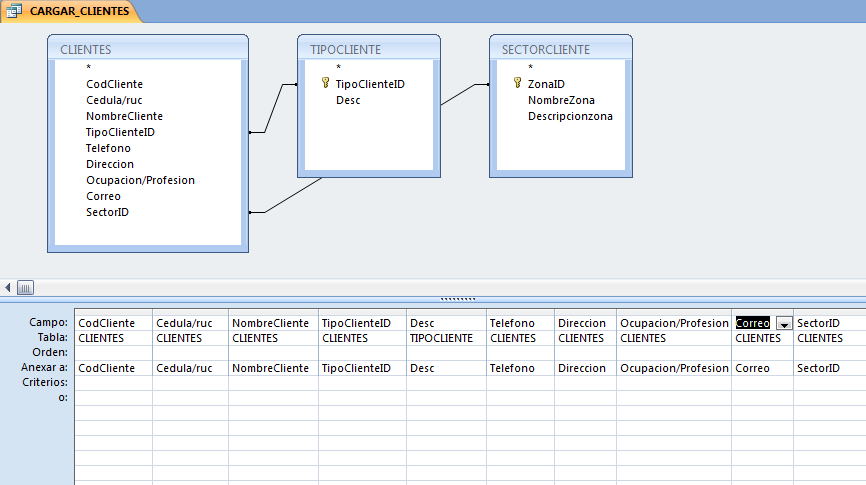 CARGAR_CLIENTES
CLIENTES
*
CodCliente
Cedula/ruc
NombreCliente
TipoClienteID
Telefono
Direccion
Ocupacion/Profesion
Correo
SectorID
TIPOCLIENTE
*
TipoClienteID
Desc
SECTORCLIENTE
*
ZonaID
NombreZona
Descripcionzona
Campo: CodCliente Cedula/ruc NombreCliente TipoClienteID Desc Telefono Direccion Ocupacion/Profesion Correo SectorID
Tabla: CLIENTES CLIENTES CLIENTES CLIENTES TIPOCLIENTE CLIENTES CLIENTES CLIENTES CLIENTES CLIENTES
Orden:
Anexar a: CodCliente Cedula/ruc NombreCliente TipoClienteID Desc Telefono Direccion Ocupacion/Profesion Correo SectorID
Criterios:
o: